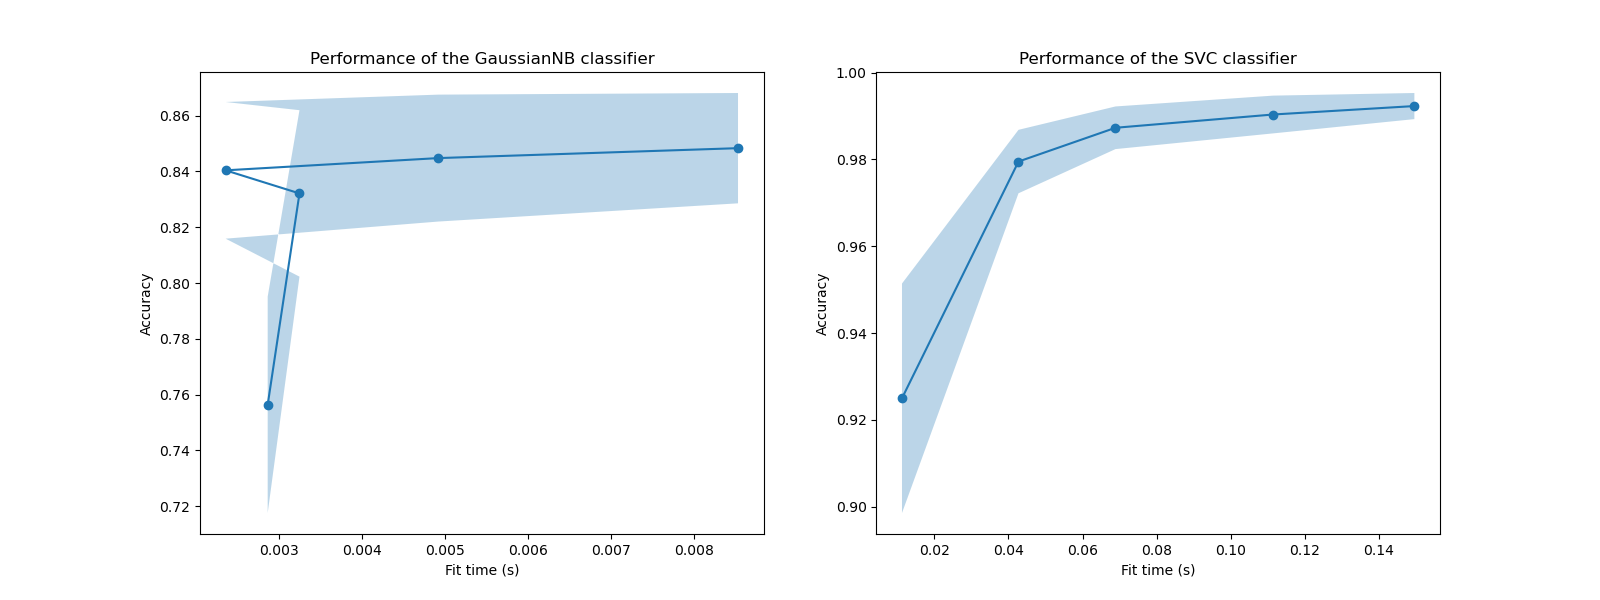 Performance of the GaussianNB classifier
0.86
0.84
0.82
0.80
0.78
0.76
0.74
0.72
Accuracy
0.003 0.004 0.005 0.006 0.007 0.008
Fit time (s)
Performance of the SVC classifier
1.00
0.98
0.96
0.94
0.92
0.90
Accuracy
0.02 0.04 0.06 0.08 0.10 0.12 0.14
Fit time (s)